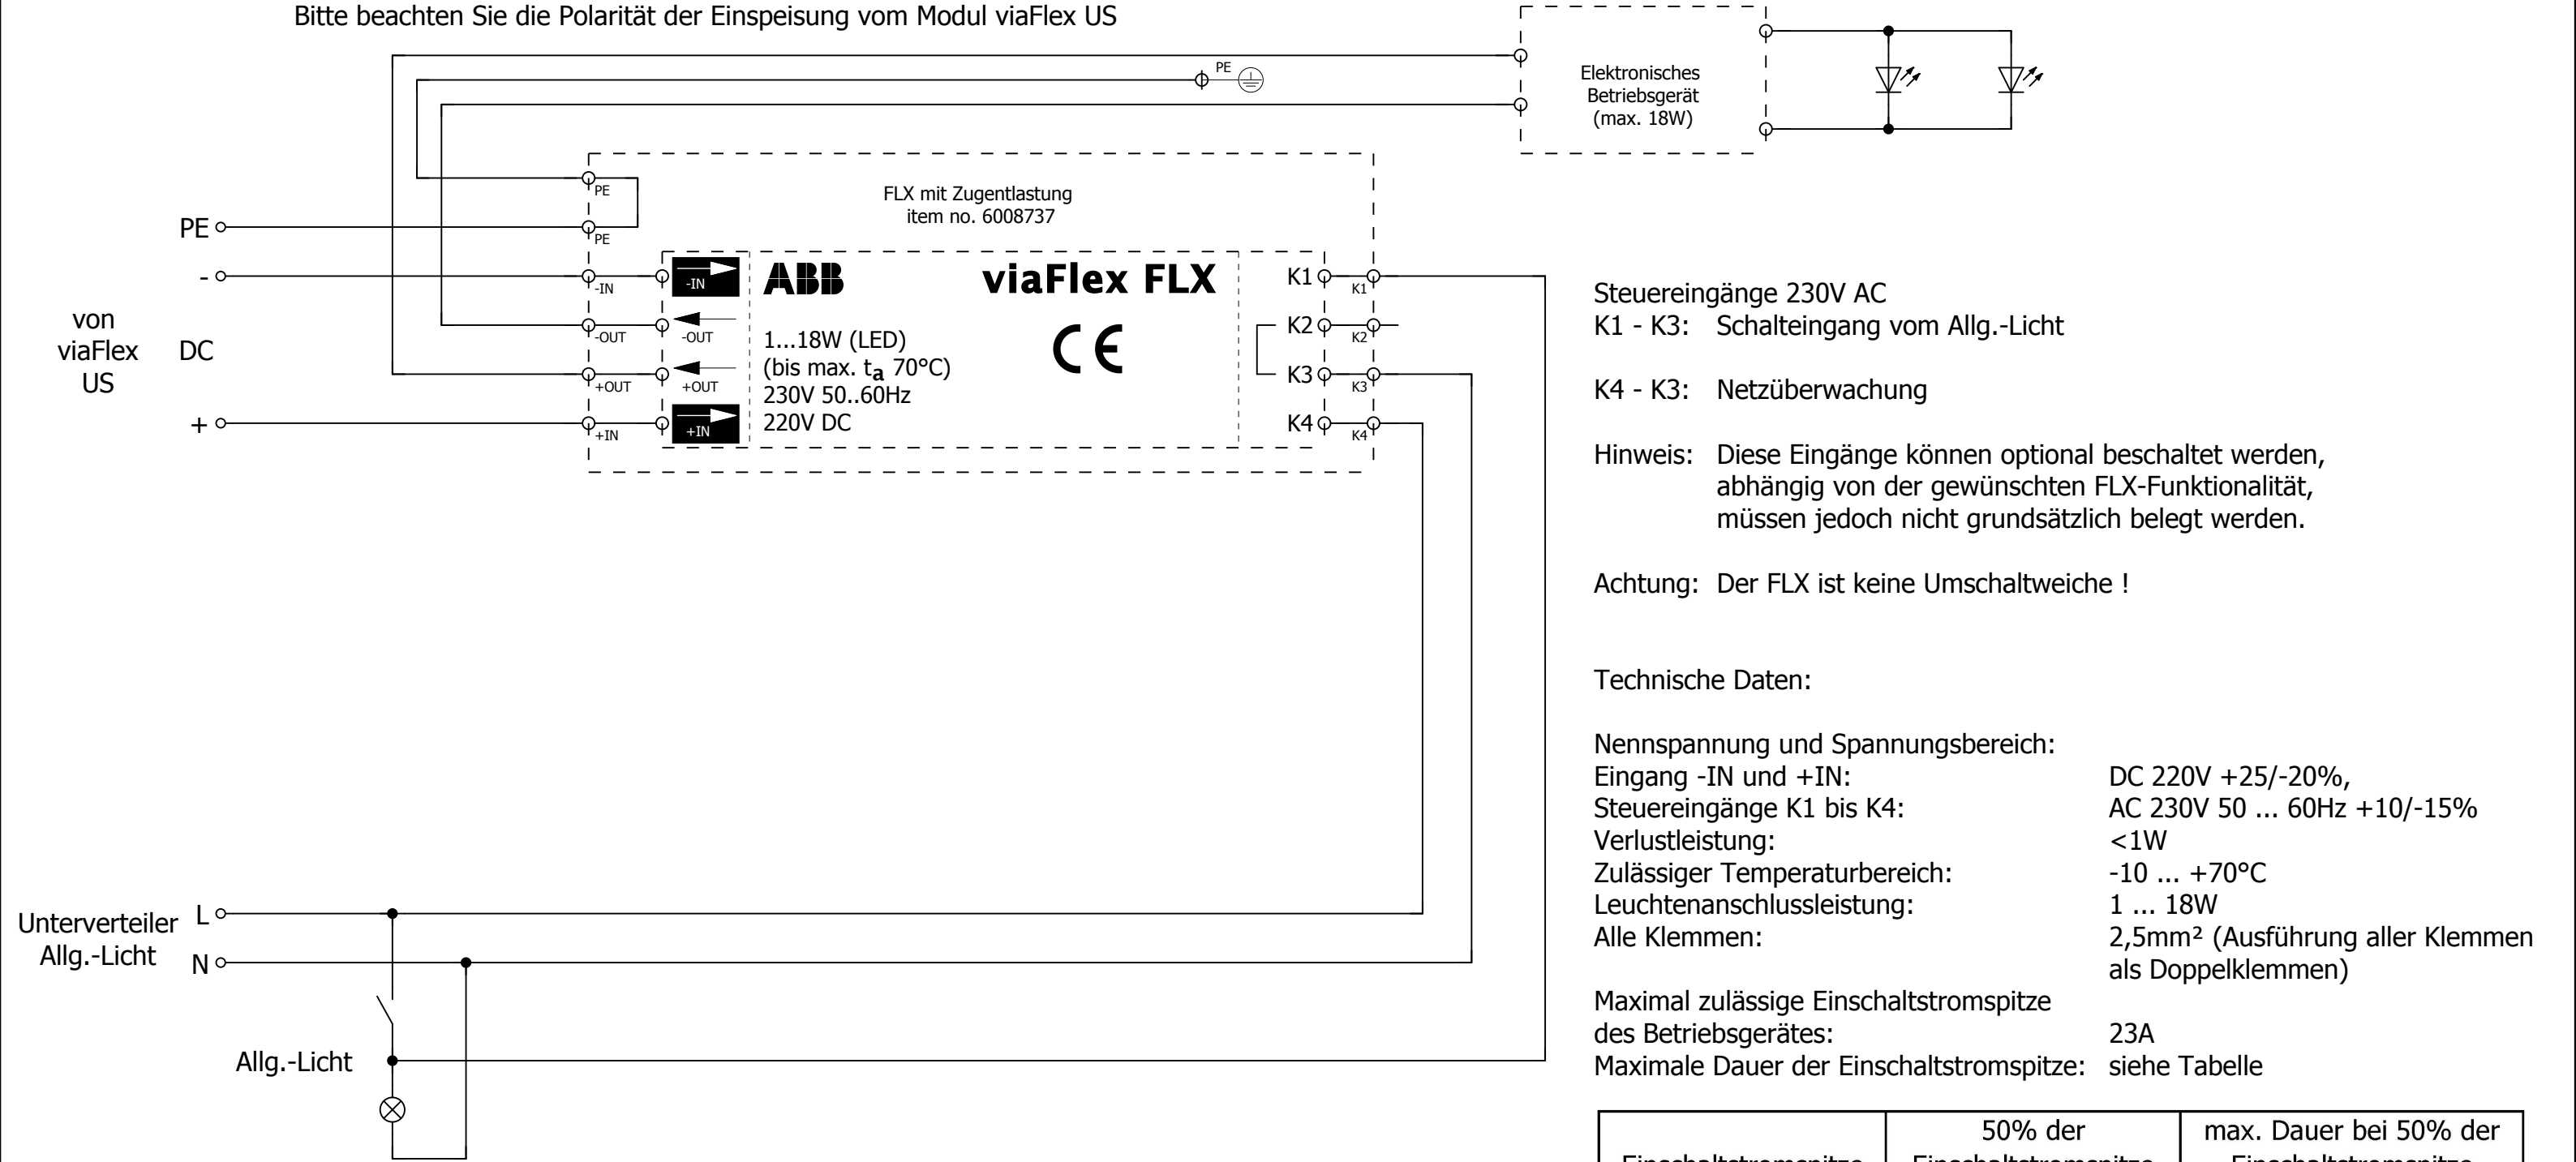 Bitte beachten Sie die Polarität der Einspeisung vom Modul viaFlex US
PE
Elektronisches
Betriebsgerät
(max. 18W)
FLX mit Zugentlastung
item no. 6008737
PE
PE
-IN
-OUT
+OUT
+IN
-IN
-OUT
+OUT
+IN
ABB
viaFlex FLX
CE
1...18W (LED)
(bis max. ta 70°C)
230V 50..60Hz
220V DC
K1
K2
K3
K4
K1
K2
K3
K4
PE
-
von
viaFlex
US
DC
+
Unterverteiler
Allg.-Licht
L
N
Allg.-Licht
Steuereingänge 230V AC
K1 - K3: Schalteingang vom Allg.-Licht
K4 - K3: Netzüberwachung
Hinweis: Diese Eingänge können optional beschaltet werden,
abhängig von der gewünschten FLX-Funktionalität,
müssen jedoch nicht grundsätzlich belegt werden.
Achtung: Der FLX ist keine Umschaltweiche !
Technische Daten:
Nennspannung und Spannungsbereich:
Eingang -IN und +IN: DC 220V +25/-20%,
Steuereingänge K1 bis K4: AC 230V 50 ... 60Hz +10/-15%
Verlustleistung: <1W
Zulässiger Temperaturbereich: -10 ... +70°C
Leuchtenanschlussleistung: 1 ... 18W
Alle Klemmen: 2,5mm² (Ausführung aller Klemmen
als Doppelklemmen)
Maximal zulässige Einschaltstromspitze
des Betriebsgerätes: 23A
Maximale Dauer der Einschaltstromspitze: siehe Tabelle
50% der max. Dauer bei 50% der
Einschaltstromspitze Einschaltstromspitze Einschaltstromspitze